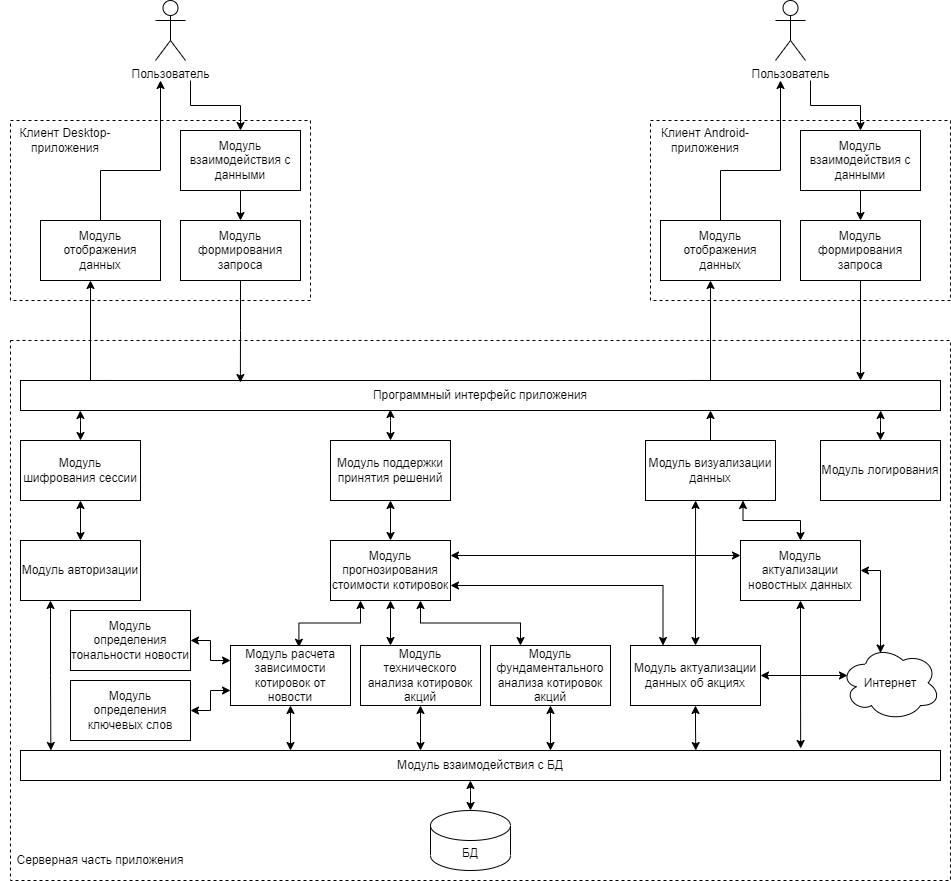 Пользователь
Пользователь
Клиент Desktop-
приложения
Модуль
взаимодействия с
данными
Модуль
отображения
данных
Модуль
формирования
запроса
Клиент Android-
приложения
Модуль
взаимодействия с
данными
Модуль
отображения
данных
Модуль
формирования
запроса
Программный интерфейс приложения
Модуль
шифрования сессии
Модуль поддержки
принятия решений
Модуль визуализации
данных
Модуль логирования
Модуль авторизации
Модуль
прогнозирования
стоимости котировок
Модуль
актуализации
новостных данных
Модуль
определения
тональности новости
Модуль
определения
ключевых слов
Модуль расчета
зависимости
котировок от
новости
Модуль
технического
анализа котировок
акций
Модуль
фундаментального
анализа котировок
акций
Модуль актуализации
данных об акциях
Интернет
Модуль взаимодействия с БД
БД
Серверная часть приложения